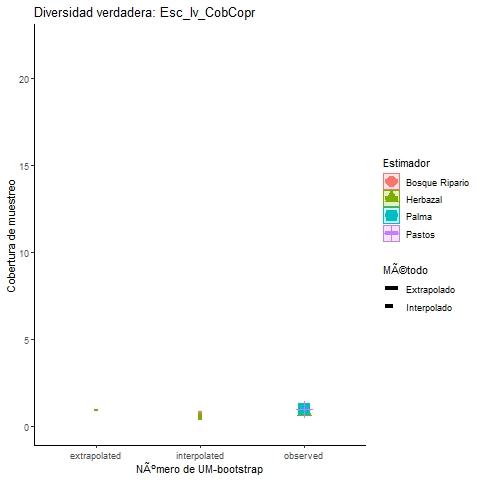 Diversidad verdadera: Esc_lv_CobCopr
Cobertura de muestreo
20
15
10
5
0
extrapolated interpolated observed
NÃºmero de UM-bootstrap
Estimador
Bosque Ripario
Herbazal
Palma
Pastos
MÃ©todo
Extrapolado
Interpolado